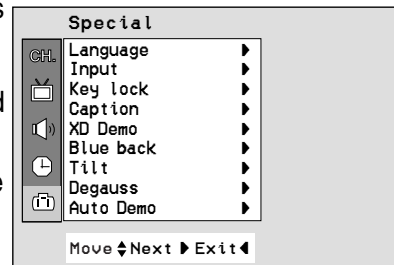 Special
CH.
Language
Input
Key lock
Caption
XD Demo
Blue back
Tilt
Degauss
Auto Demo
Move Next Exit